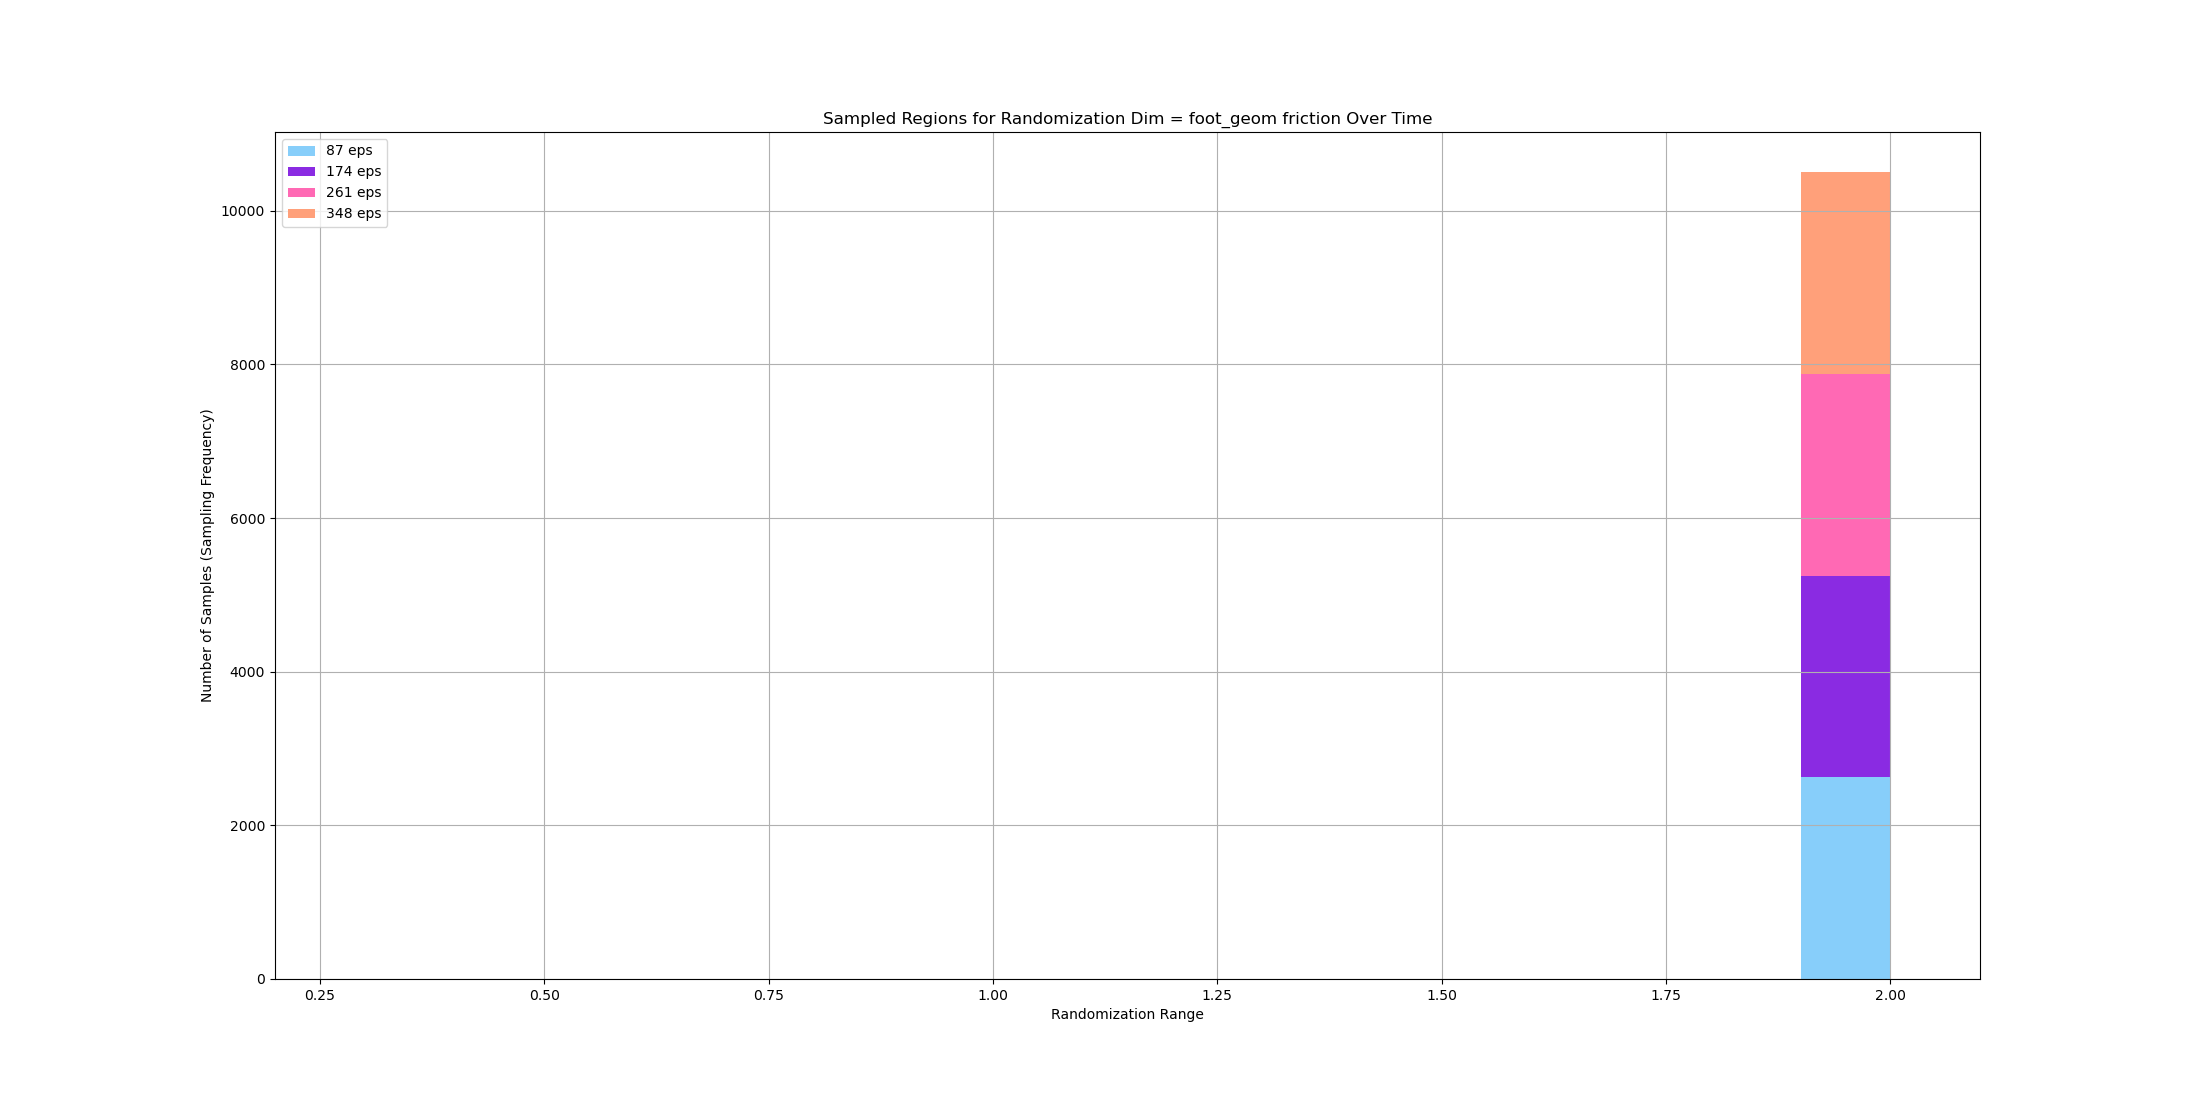 Sampled Regions for Randomization Dim = foot_geom friction Over Time
87 eps
174 eps
261 eps
348 eps
Number of Samples (Sampling Frequency)
10000
8000
6000
4000
2000
0
0.25 0.50 0.75 1.00 1.25 1.50 1.75 2.00
Randomization Range